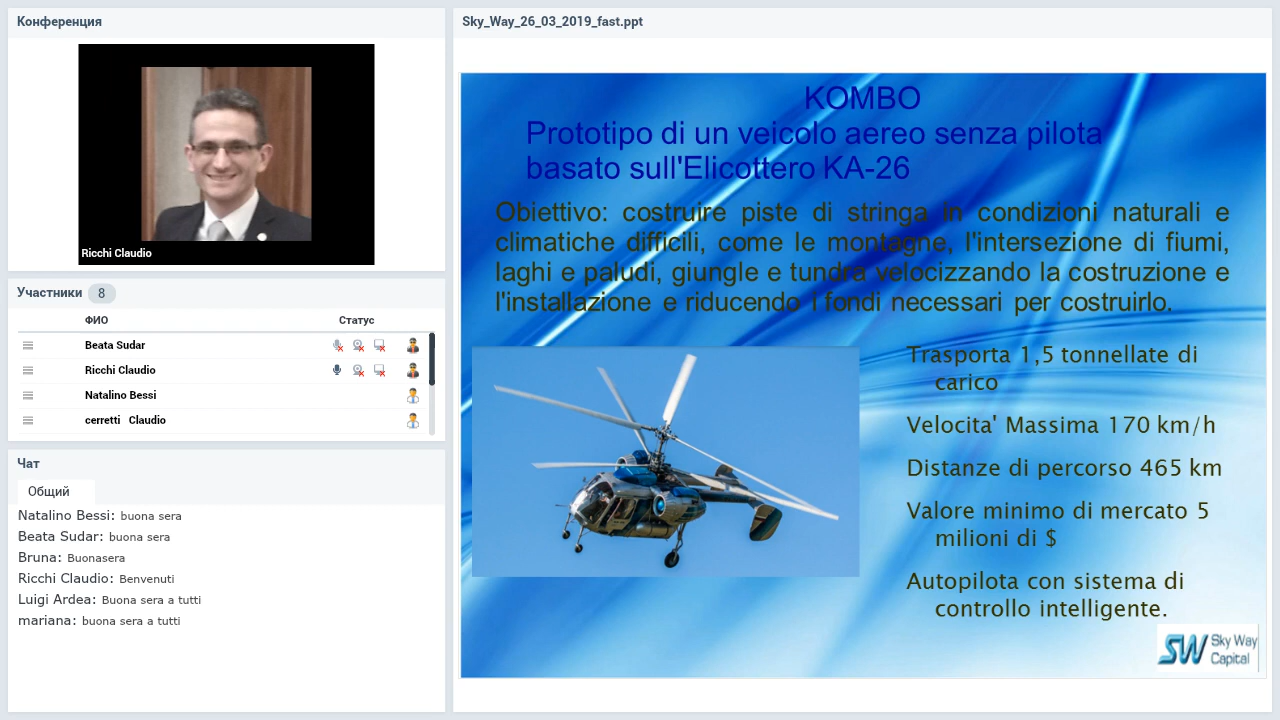 Конференция
Ricchi Claudio
Участники 8
ФИО Статус
Beata Sudar
Ricchi Claudio
Natalino Bessi
cerretti Claudio
Чат
Общий
Natalino Bessi: buona sera
Beata Sudar: buona sera
Bruna: Buonasera
Ricchi Claudio: Benvenuti
Luigi Ardea: Buona sera a tutti
mariana: buona sera a tutti
Sky_Way_26_03_2019_fast.ppt
KOMBO
Prototipo di un veicolo aereo senza pilota
basato sull'Elicottero KA-26
Obiettivo: costruire piste di stringa in condizioni naturali e
climatiche difficili, come le montagne, l'intersezione di fiumi,
laghi e paludi, giungle e tundra velocizzando la costruzione e
l'installazione e riducendo I fondi necessari per costruirlo.
Trasporta 1,5 tonnellate di
carico
Velocita' Massima 170 km/h
Distanze di percorso 465 km
Valore minimo di mercato 5
milioni di $
Autopilota con sistema di
controllo intelligente.
SW Sky Way
Capital